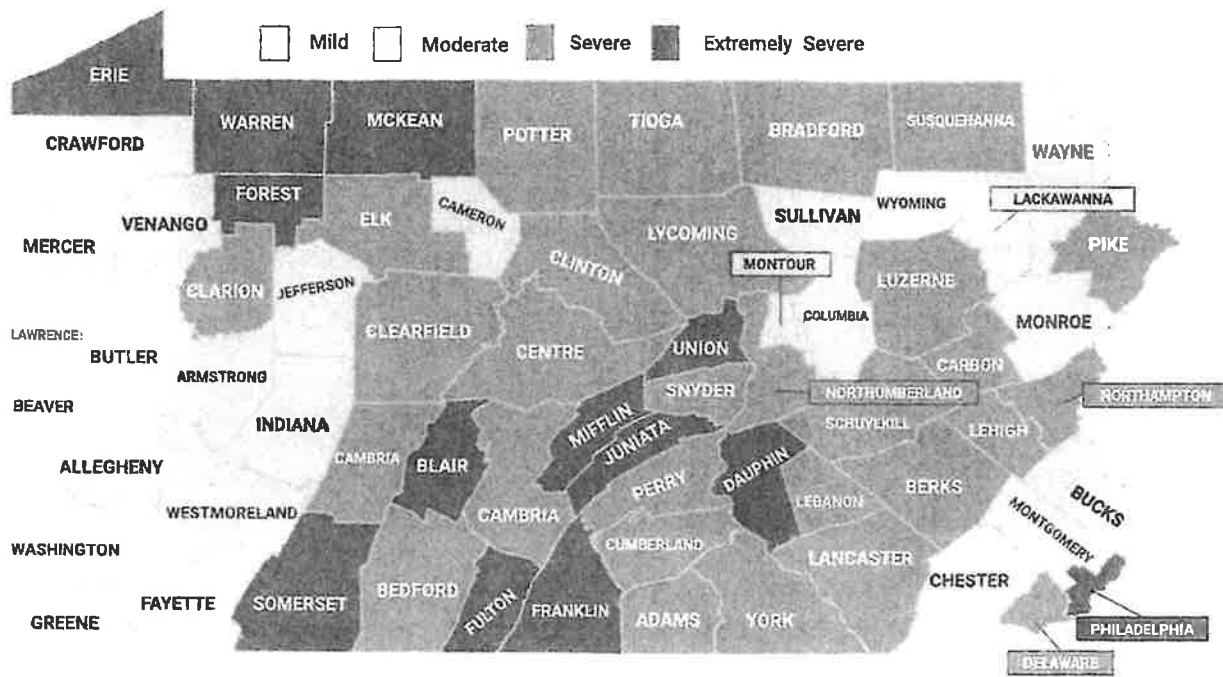 Mild Moderate Severe Extremely Severe
ERIE
WARREN
MCKEAN
POTTER
TIOGA
BRADFORD
SUSQUEHANNA
CRAWFORD
WAYNE
FOREST
VENANGO
ELK
CAMERON
LYCOMING
SULLIVAN
WYOMING
LACKAWANNA
MERCER
CLARION
JEFFERSON
CLINTON
MONTOUR
LUZERNE
PIKE
LAWRENCE:
BUTLER
CLEARFIELD
CENTRE
UNION
COLUMBIA
MONROE
ARMSTRONG
SNYDER
CARBON
NORTHUMBERLAND
NORTHAMPTON
BEAVER
INDIANA
MIFFLIN
JUNIATA
SCHUYLKILL
LEHIGH
ALLEGHENY
CAMBRIA
BLAIR
DAUPHIN
PERRY
LEBANON
BERKS
BUCKS
WESTMORELAND
CAMBRIA
CUMBERLAND
LANCASTER
MONTGOMERY
WASHINGTON
FAYETTE
SOMERSET
BEDFORD
FULTON
FRANKLIN
ADAMS
YORK
CHESTER
GREENE
PHILADELPHIA
DELAWARE